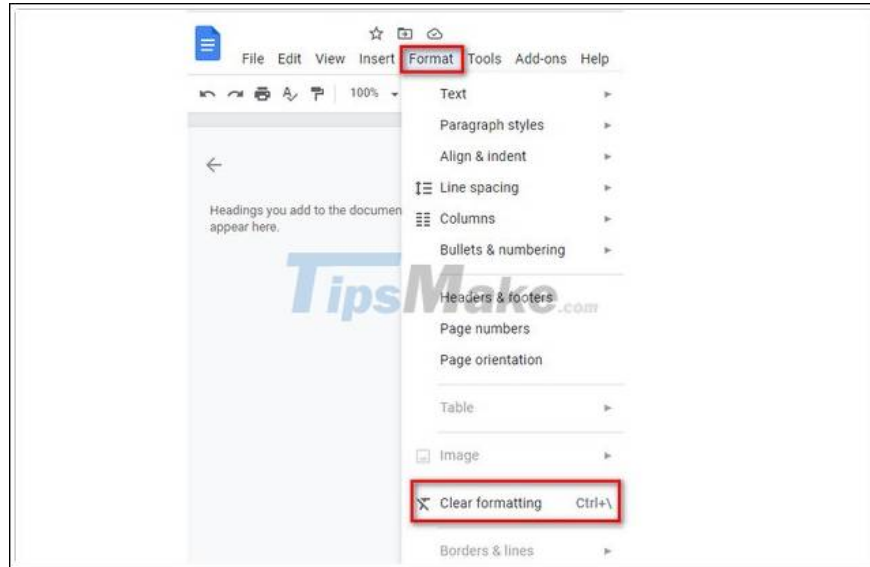 File Edit View Insert Format Tools Add-ons Help
100%
Headings you add to the documen
appear here.
Text
Paragraph styles
Align & indent
Line spacing
Columns
Bullets & numbering
Headers & footers
Page numbers
Page orientation
Table
Image
Clear formatting Ctrl+\
Borders & lines
TipsMake.com